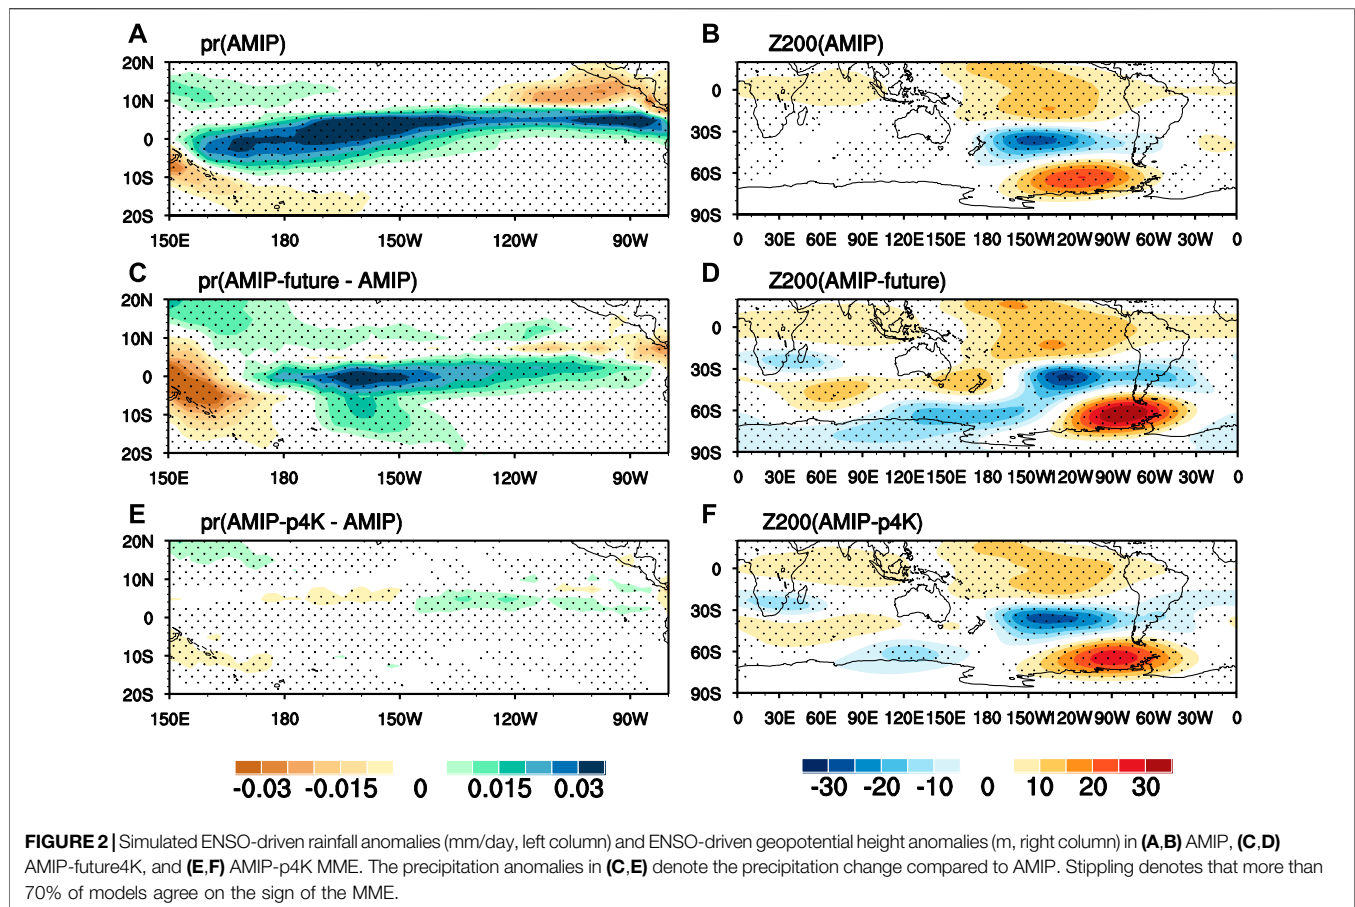 A pr(AMIP)
20N
10N
0
10S
20S
150E 180 150W 120W 90W
B Z200(AMIP)
0
30S
60S
90S
0 30E 60E 90E 120E 150E 180 150W 120W 90W 60W 30W 0
C pr(AMIP-future - AMIP)
20N
10N
0
10S
20S
150E 180 150W 120W 90W
D Z200(AMIP-future)
0
30S
60S
90S
0 30E 60E 90E 120E 150E 180 150W 120W 90W 60W 30W 0
E pr(AMIP-p4K - AMIP)
20N
10N
0
10S
20S
150E 180 150W 120W 90W
F Z200(AMIP-p4K)
0
30S
60S
90S
0 30E 60E 90E 120E 150E 180 150W 120W 90W 60W 30W 0
-0.03 -0.015 0 0.015 0.03
-30 -20 -10 0 10 20 30
FIGURE 2 | Simulated ENSO-driven rainfall anomalies (mm/day, left column) and ENSO-driven geopotential height anomalies (m, right column) in (A,B) AMIP, (C,D)
AMIP-future4K, and (E,F) AMIP-p4K MME. The precipitation anomalies in (C,E) denote the precipitation change compared to AMIP. Stippling denotes that more than
70% of models agree on the sign of the MME.